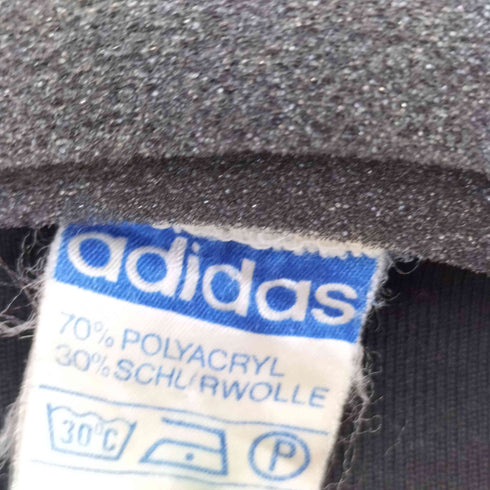 adidas
70% POLYACRYL
30% SCHURWOLLE
30°C P